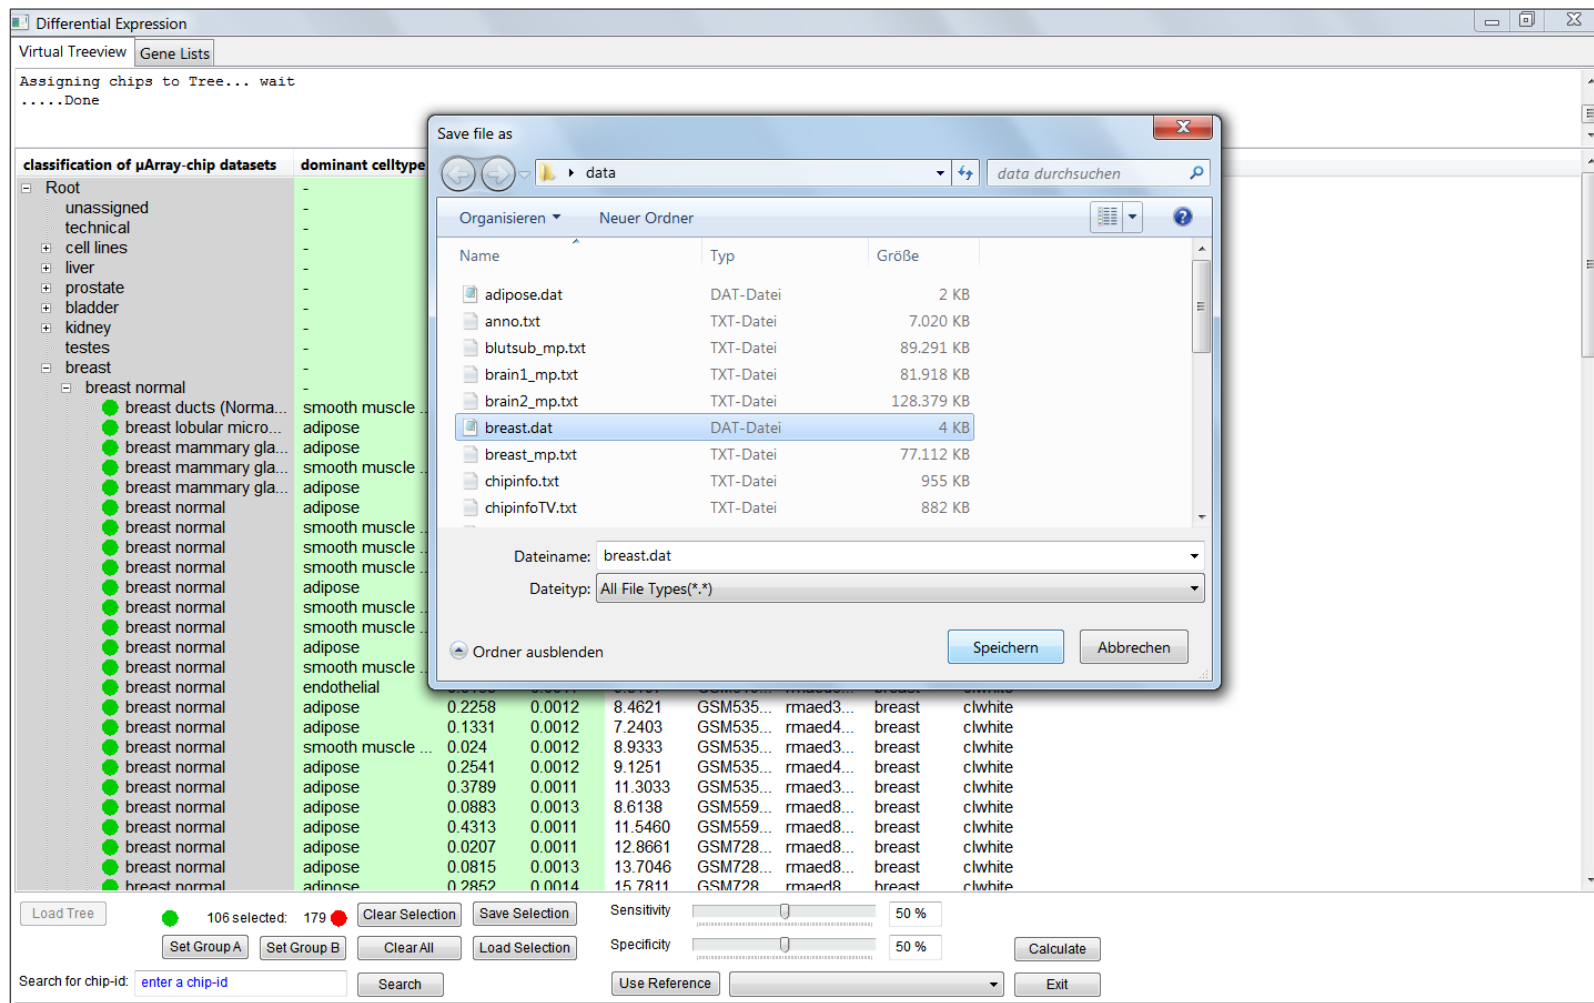 Differential Expression
Virtual Treeview Gene Lists
Assigning chips to Tree... wait
.....Done
Save file as
data
data durchsuchen
Organisieren Neuer Ordner
Name Typ Größe
adipose.dat DAT-Datei 2 KB
anno.txt TXT-Datei 7.020 KB
blutsub_mp.txt TXT-Datei 89.291 KB
brain1_mp.txt TXT-Datei 81.918 KB
brain2_mp.txt TXT-Datei 128.379 KB
breast.dat DAT-Datei 4 KB
breast_mp.txt TXT-Datei 77.112 KB
chipinfo.txt TXT-Datei 955 KB
chipinfoTV.txt TXT-Datei 882 KB
Dateiname: breast.dat
Dateityp: All File Types(*.*)
Ordner ausblenden Speichern Abbrechen
classification of µArray-chip datasets dominant celltype
Root -
unassigned -
technical -
cell lines -
liver -
prostate -
bladder -
kidney -
testes -
breast -
breast normal -
breast ducts (Norma... smooth muscle ..
breast lobular micro... adipose
breast mammary gla... adipose
breast mammary gla... smooth muscle ..
breast mammary gla... adipose
breast normal adipose
breast normal smooth muscle ..
breast normal smooth muscle ..
breast normal smooth muscle ..
breast normal adipose
breast normal smooth muscle ..
breast normal smooth muscle ..
breast normal adipose
breast normal smooth muscle ..
breast normal endothelial
breast normal adipose 0.2258 0.0012 8.4621 GSM535... rmaed3... breast clwhite
breast normal adipose 0.1331 0.0012 7.2403 GSM535... rmaed4... breast clwhite
breast normal smooth muscle ... 0.024 0.0012 8.9333 GSM535... rmaed3... breast clwhite
breast normal adipose 0.2541 0.0012 9.1251 GSM535... rmaed4... breast clwhite
breast normal adipose 0.3789 0.0011 11.3033 GSM535... rmaed3... breast clwhite
breast normal adipose 0.0883 0.0013 8.6138 GSM559... rmaed8... breast clwhite
breast normal adipose 0.4313 0.0011 11.5460 GSM559... rmaed8... breast clwhite
breast normal adipose 0.0207 0.0011 12.8661 GSM728... rmaed8... breast clwhite
breast normal adipose 0.0815 0.0013 13.7046 GSM728... rmaed8... breast clwhite
breast normal adipose 0.2852 0.0014 15.7811 GSM728 rmaed8 breast clwhite
Load Tree 106 selected: 179 Clear Selection Save Selection Sensitivity 50 %
Set Group A Set Group B Clear All Load Selection Specificity 50 % Calculate
Search for chip-id: enter a chip-id Search Use Reference Exit